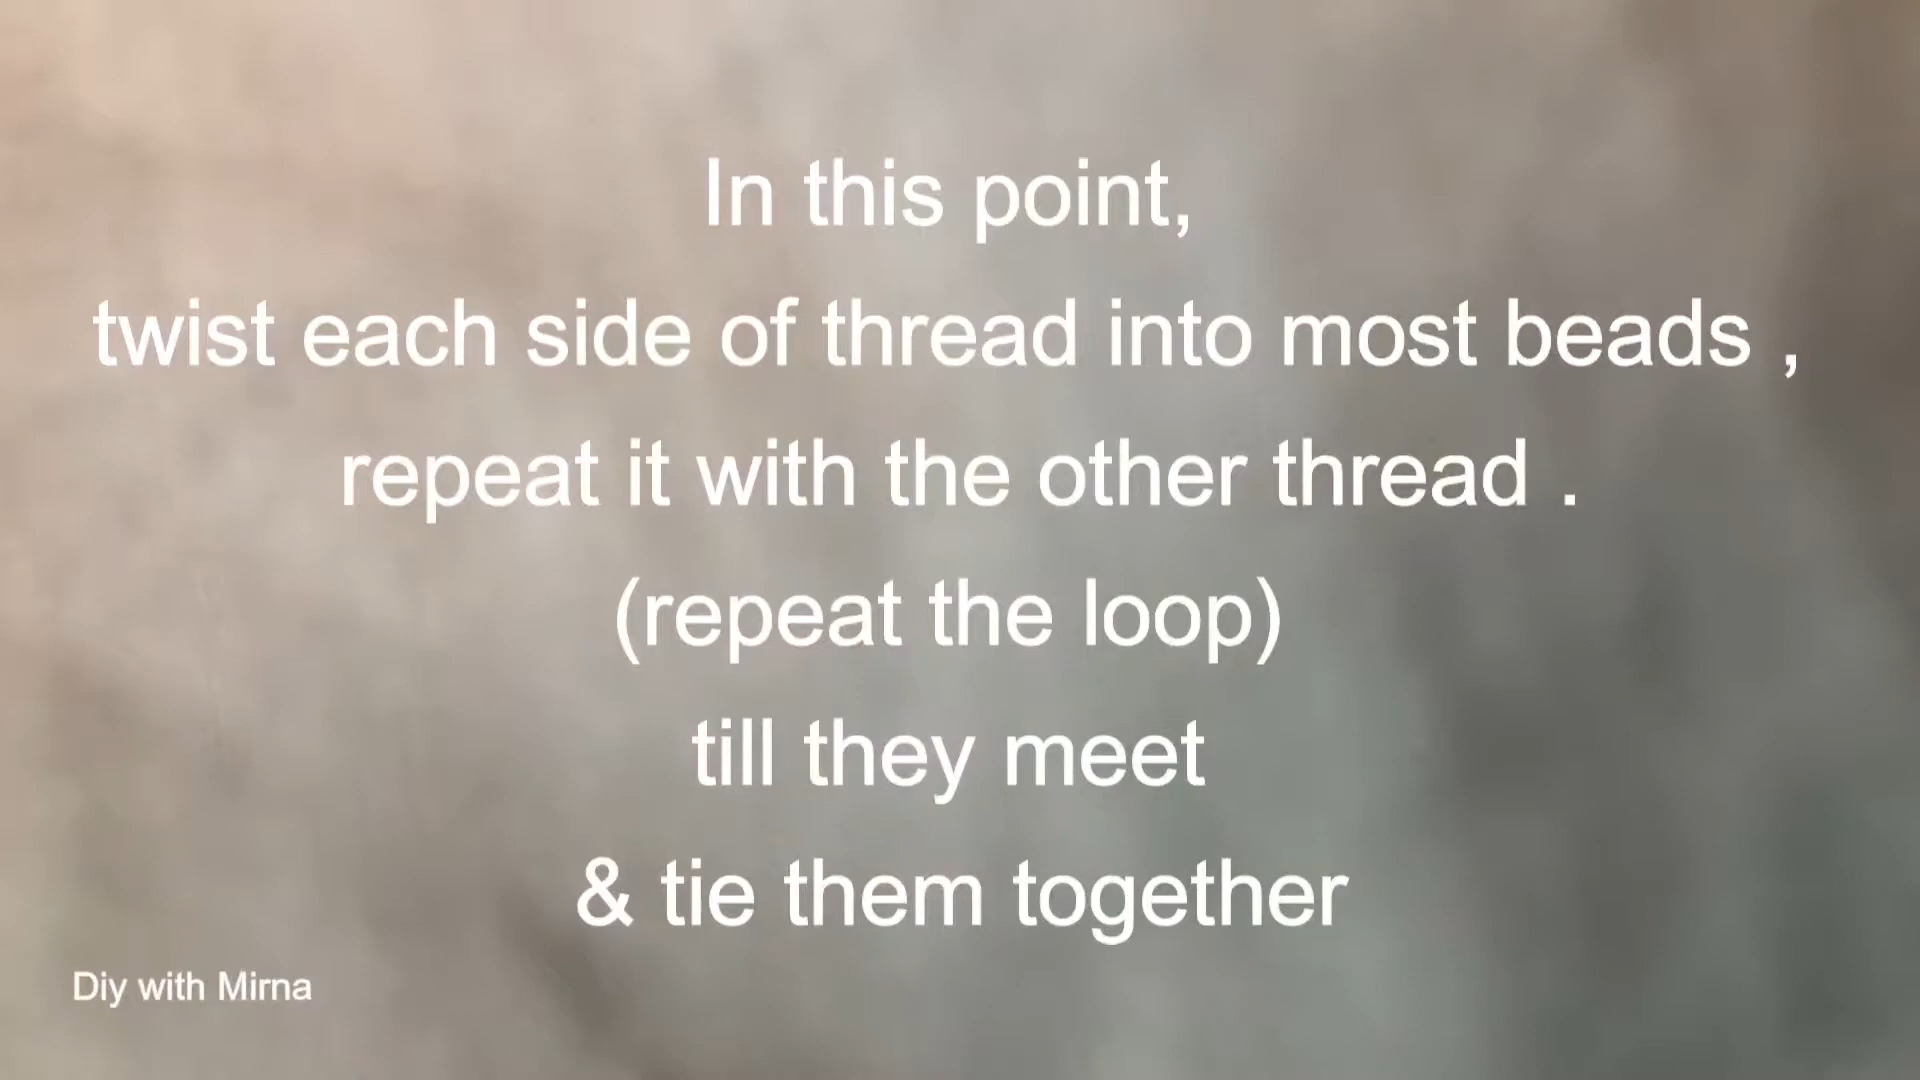 In this point,
twist each side of thread into most beads ,
repeat it with the other thread .
(repeat the loop)
till they meet
& tie them together
Diy with Mirna